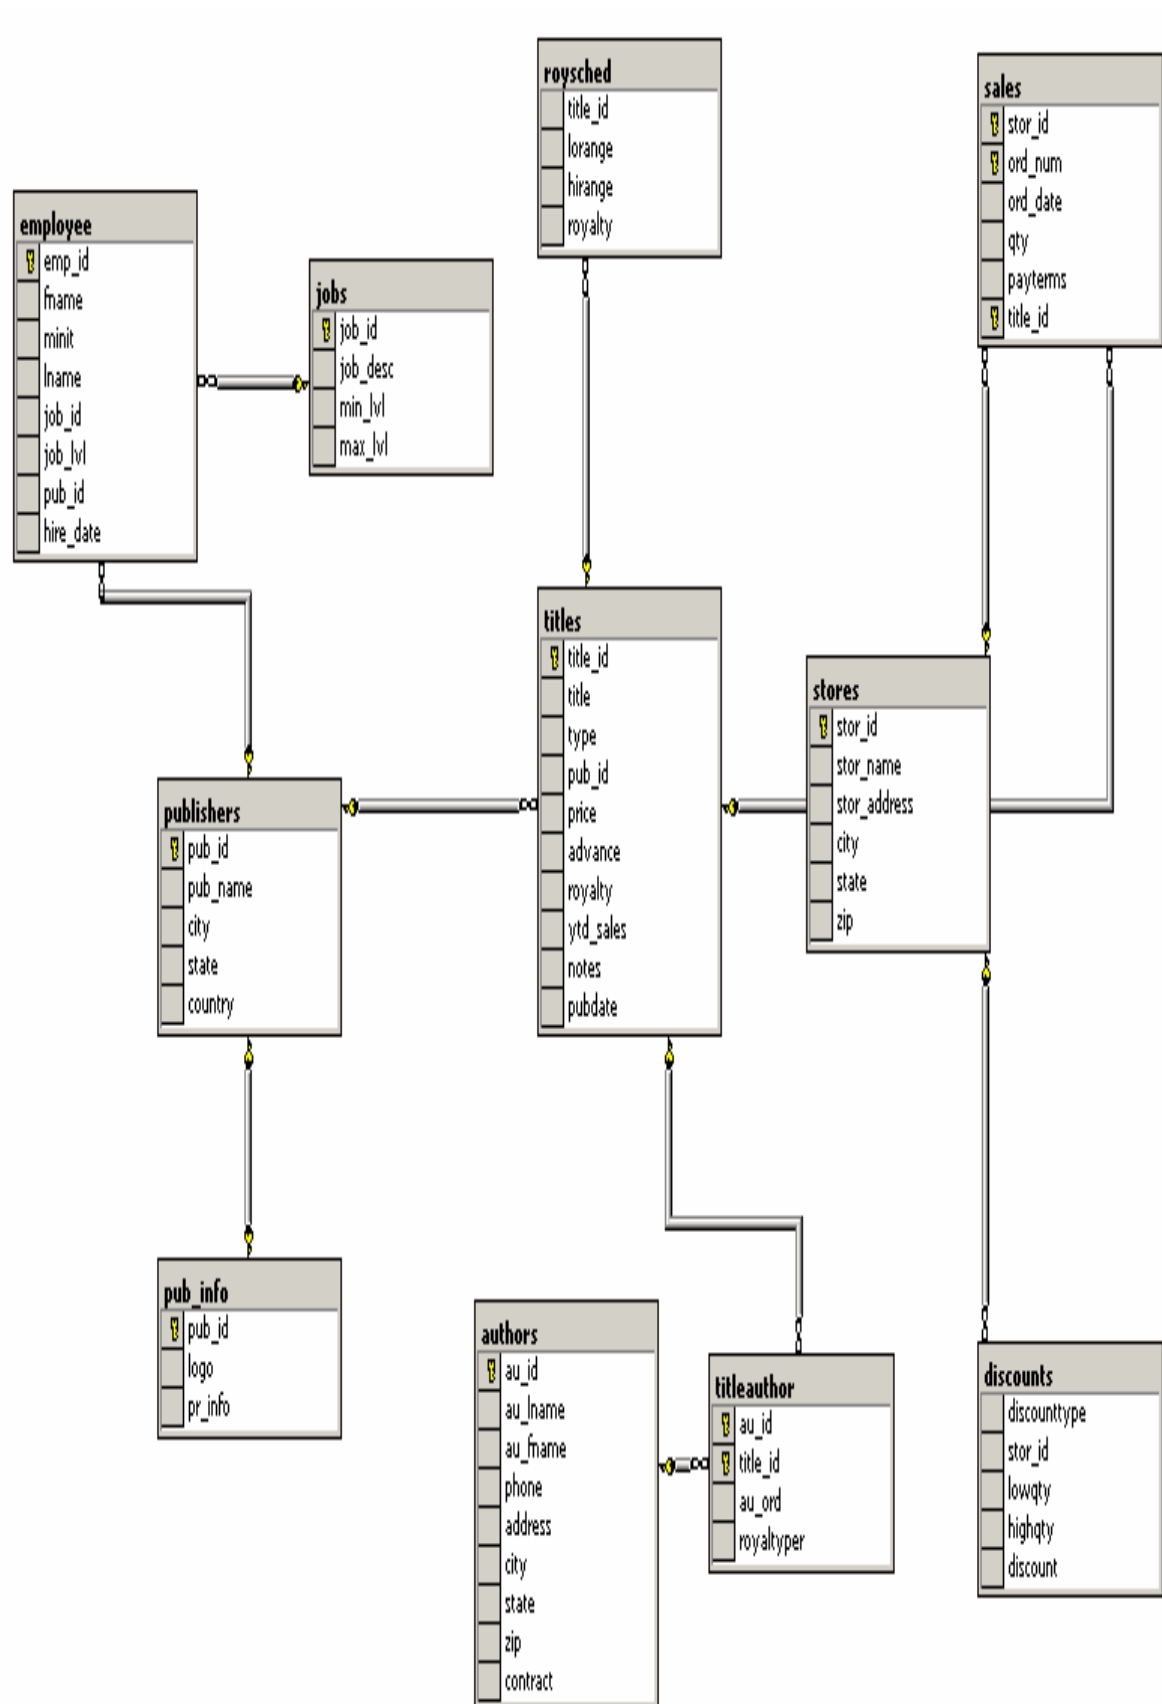 roysched
title_id
lorange
hirange
royalty
sales
stor_id
ord_num
ord_date
qty
payterms
title_id
employee
emp_id
fname
minit
lname
job_id
job_lvl
pub_id
hire_date
jobs
job_id
job_desc
min_lvl
max_lvl
titles
title_id
title
type
pub_id
price
advance
royalty
ytd_sales
notes
pubdate
stores
stor_id
stor_name
stor_address
city
state
zip
publishers
pub_id
pub_name
city
state
country
pub_info
pub_id
logo
pr_info
authors
au_id
au_lname
au_fname
phone
address
city
state
zip
contract
titleauthor
au_id
title_id
au_ord
royaltyper
discounts
discounttype
stor_id
lowqty
highqty
discount